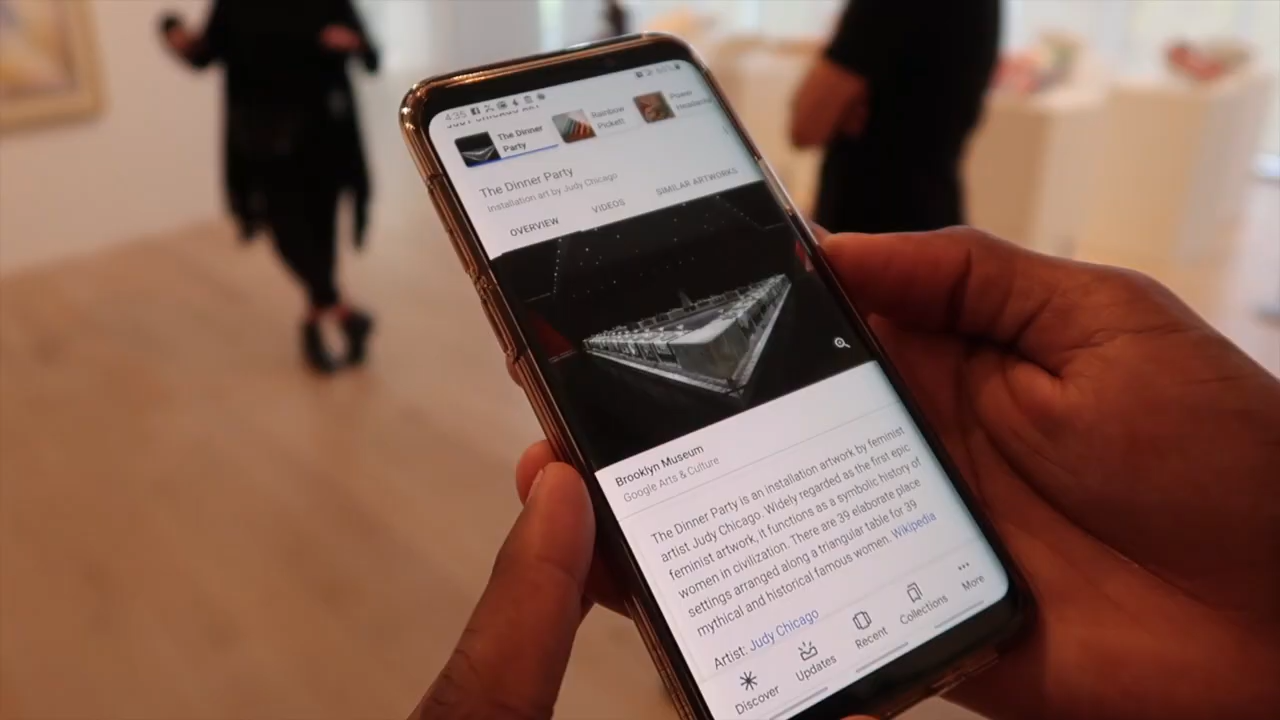 4:35
JUDY CHICAGO ART
The Dinner
Party
Rainbow
Pickett
Power
Headache
The Dinner Party
Installation art by Judy Chicago
OVERVIEW
VIDEOS
SIMILAR ARTWORKS
Brooklyn Museum
Google Arts & Culture
The Dinner Party is an installation artwork by feminist
artist Judy Chicago. Widely regarded as the first epic
feminist artwork, it functions as a symbolic history of
women in civilization. There are 39 elaborate place
settings arranged along a triangular table for 39
mythical and historical famous women. Wikipedia
Artist: Judy Chicago
Discover
Updates
Recent
Collections
More